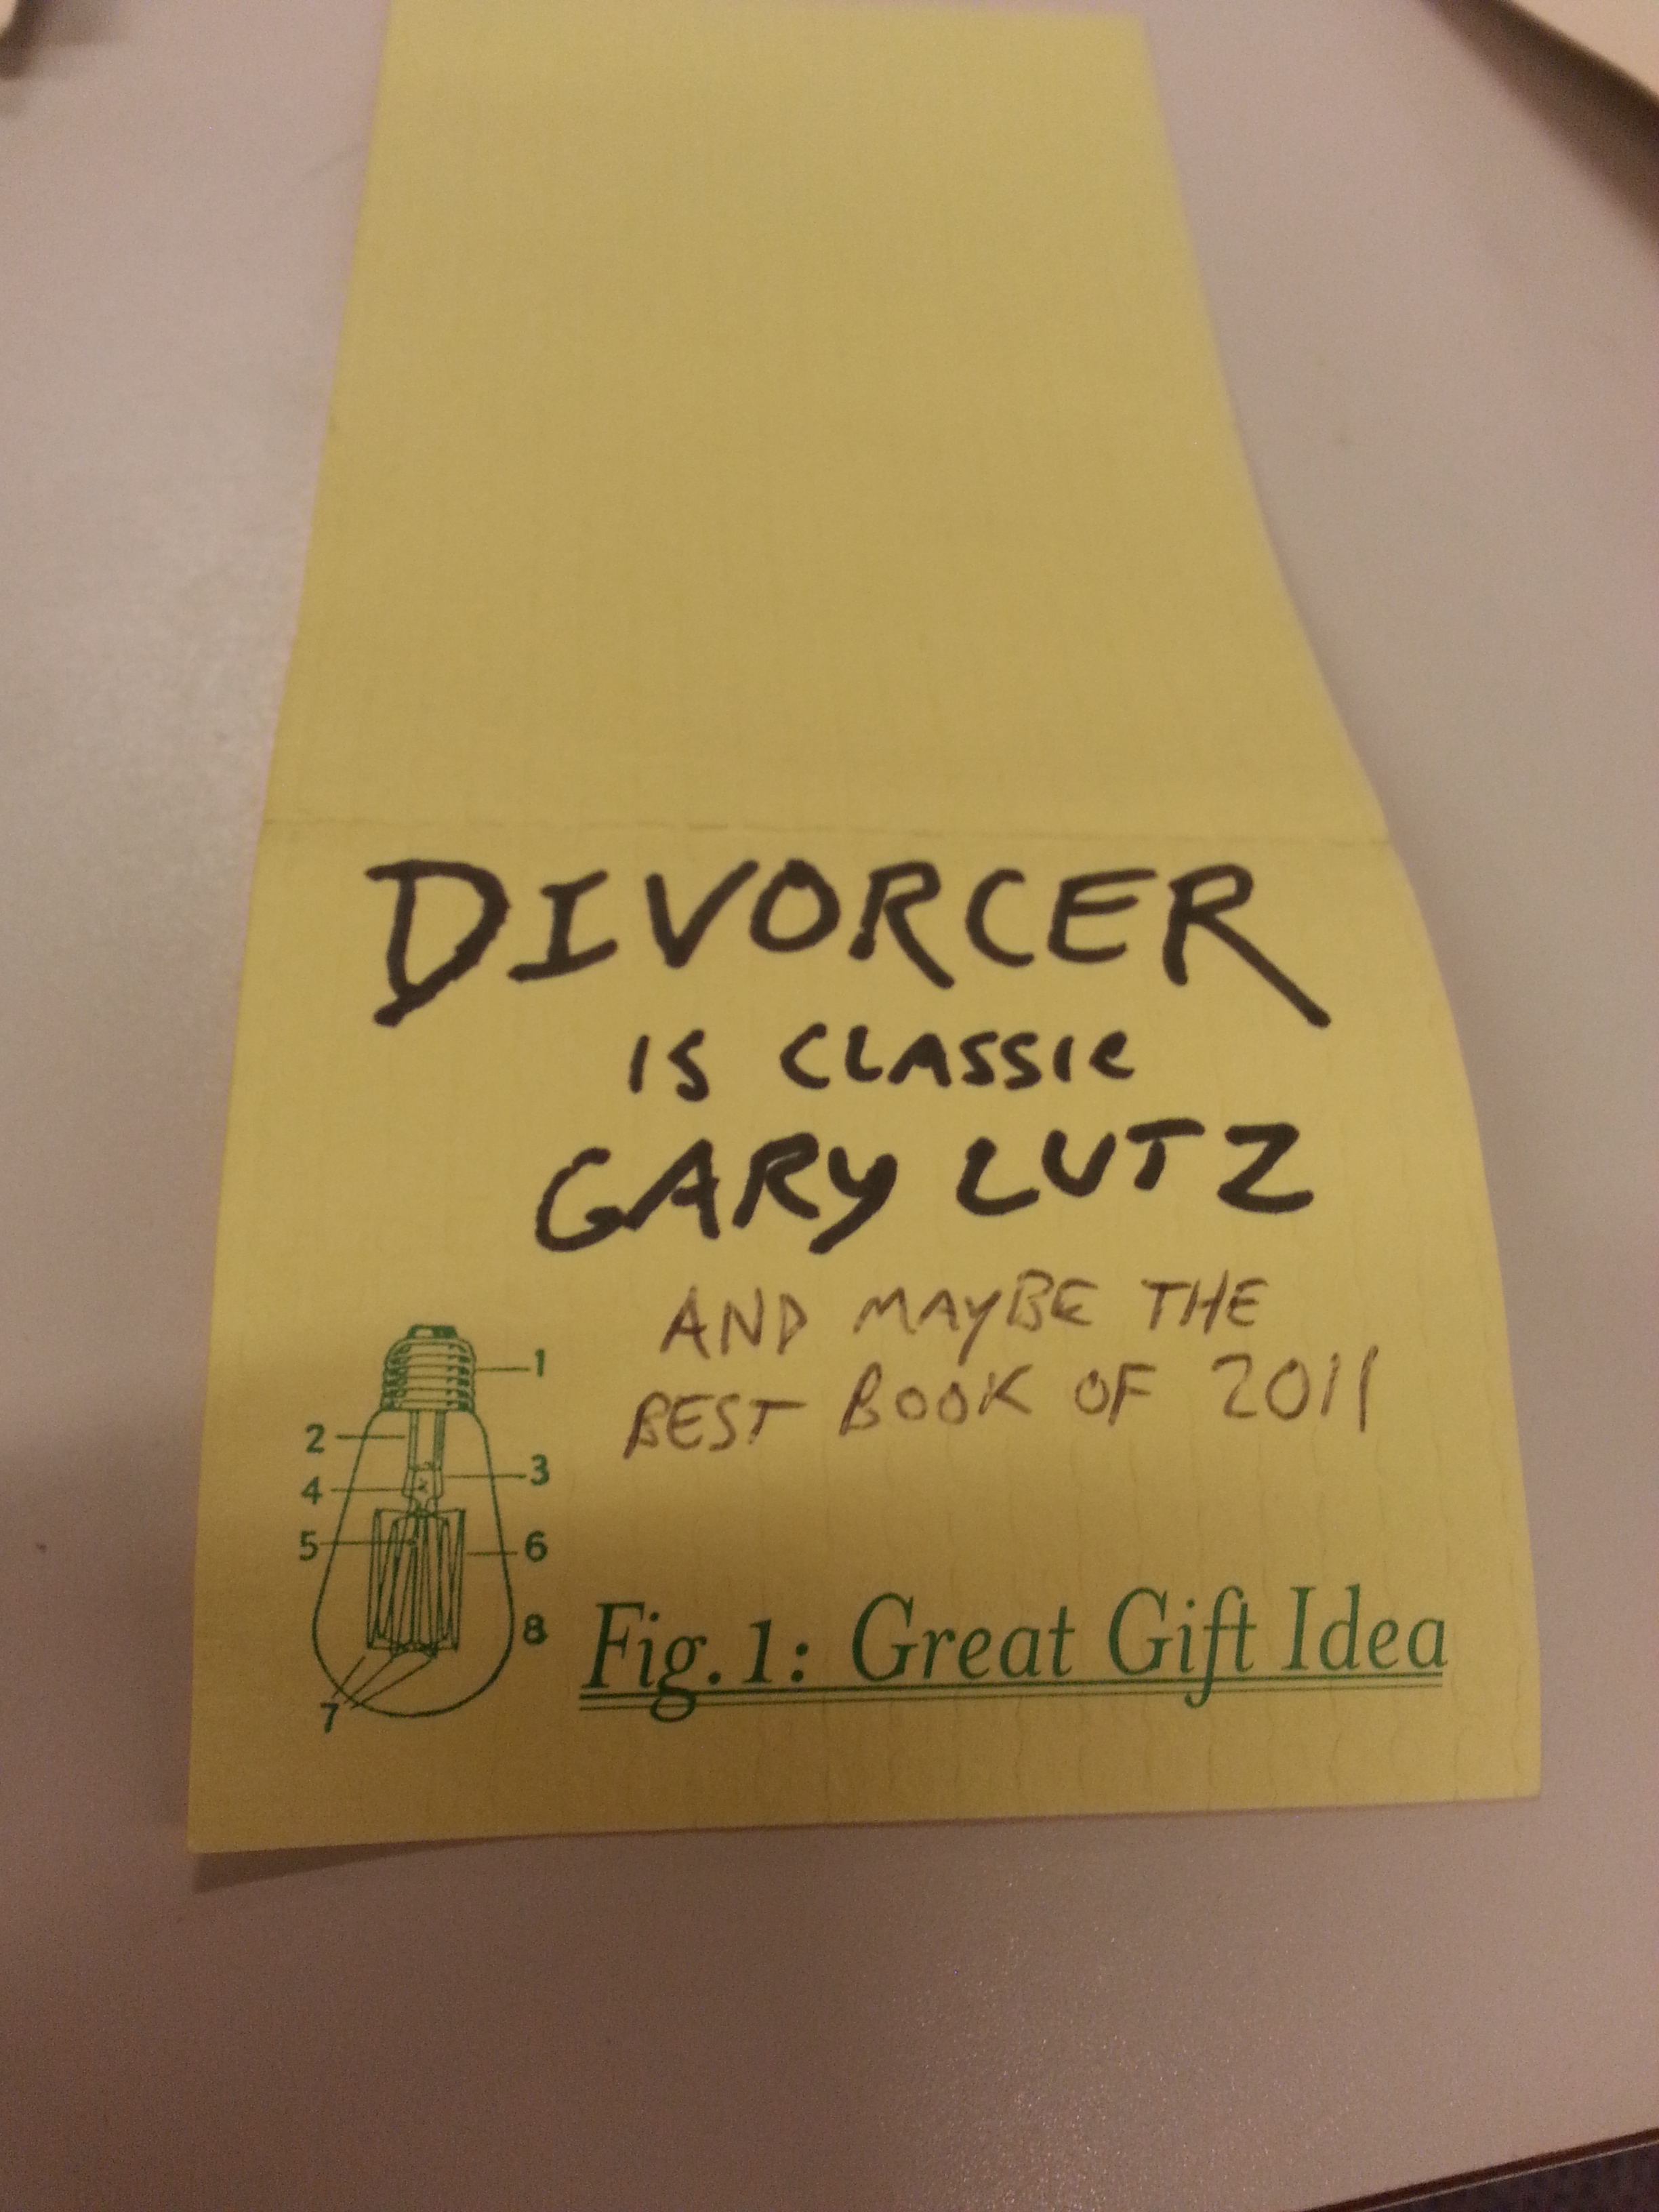 DIVORCER
IS CLASSIC
GARY LUTZ
AND MAYBE THE
BEST BOOK OF 2011
1
2
3
4
5
6
8
7
Fig. 1: Great Gift Idea